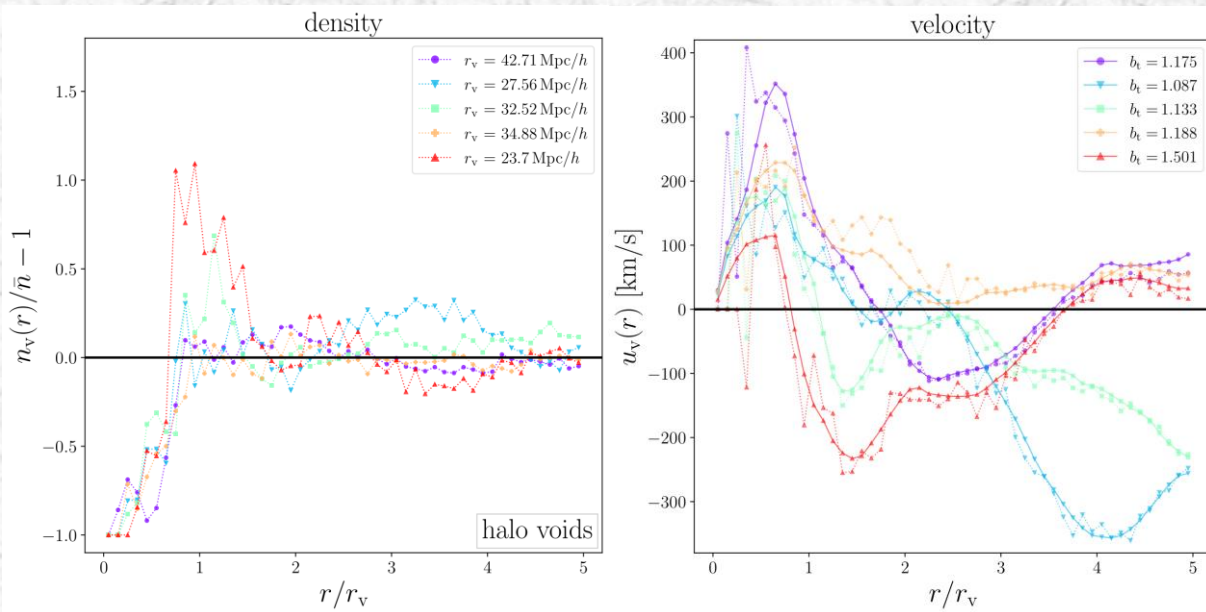 density
1.5
1.0
0.5
0.0
−0.5
−1.0
n_v(r)/n̄ − 1
r_v = 42.71 Mpc/h
r_v = 27.56 Mpc/h
r_v = 32.52 Mpc/h
r_v = 34.88 Mpc/h
r_v = 23.7 Mpc/h
halo voids
0 1 2 3 4 5
r/r_v
velocity
400
300
200
100
0
−100
−200
−300
u_v(r) [km/s]
b_t = 1.175
b_t = 1.087
b_t = 1.133
b_t = 1.188
b_t = 1.501
0 1 2 3 4 5
r/r_v